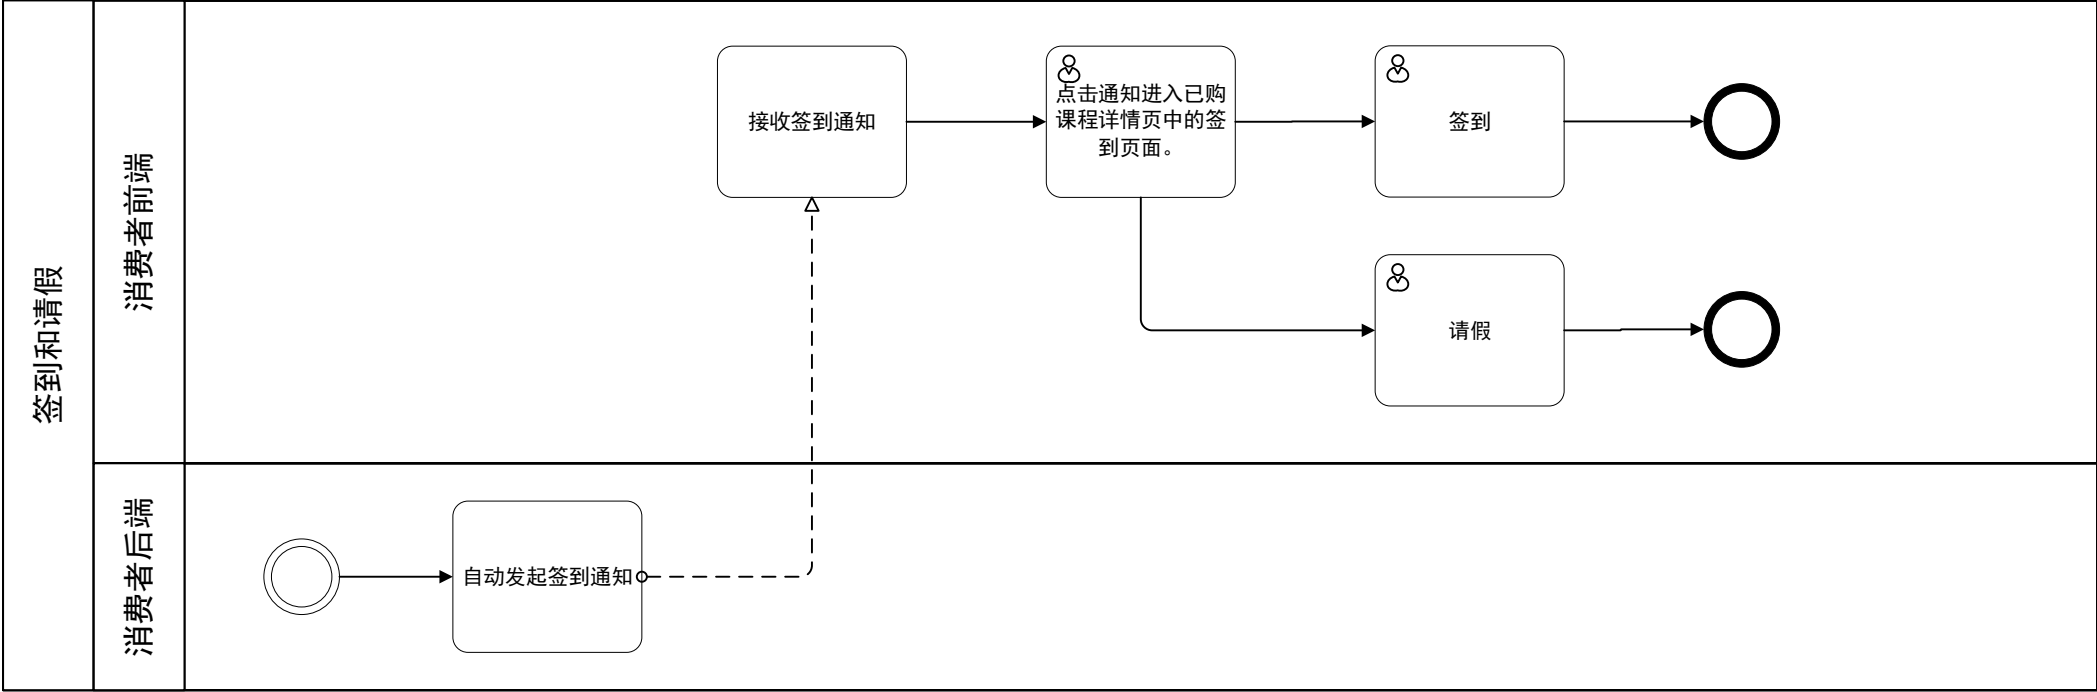 签到和请假
消费者前端
接收签到通知
点击通知进入已购
课程详情页中的签
到页面。
签到
请假
消费者后端
自动发起签到通知